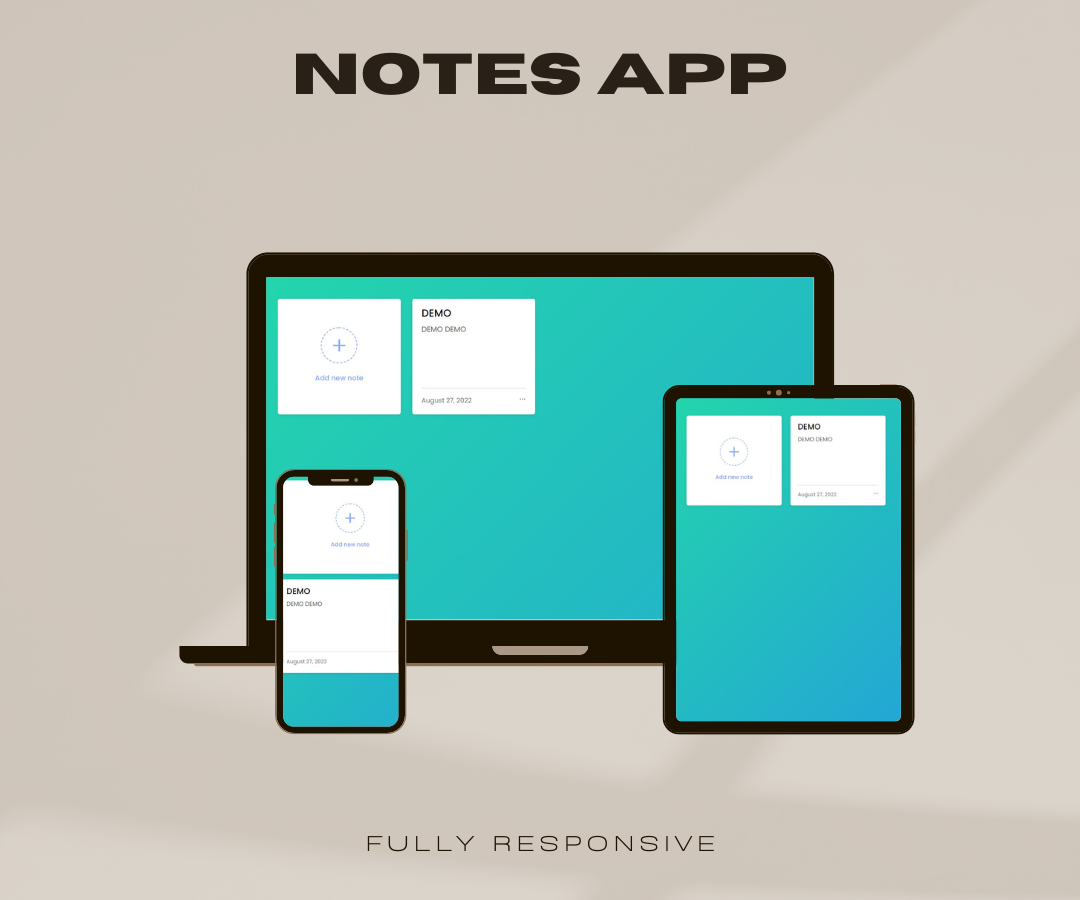 NOTES APP
Add new note
DEMO
DEMO DEMO
August 27, 2022
...
Add new note
DEMO
DEMO DEMO
August 27, 2022
...
Add new note
DEMO
DEMO DEMO
August 27, 2022
FULLY RESPONSIVE